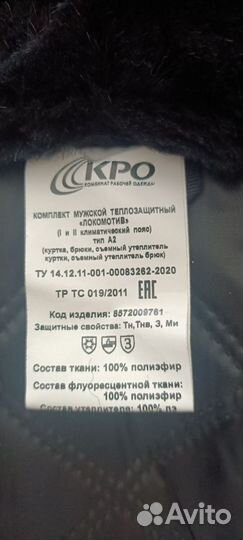 КРО
КОМБИНАТ РАБОЧЕЙ ОДЕЖДЫ
КОМПЛЕКТ МУЖСКОЙ ТЕПЛОЗАЩИТНЫЙ
«ЛОКОМОТИВ»
(I и II климатический пояс)
тип А2
(куртка, брюки, съемный утеплитель
куртки, съемный утеплитель брюк)
ТУ 14.12.11-001-00083262-2020
ТР ТС 019/2011 ЕАС
Код изделия: 8572009761
Защитные свойства: Тн,Тнв, З, Ми
3
Состав ткани: 100% полиэфир
Состав флуоресцентной ткани:
100% полиэфир
Состав утеплителя: 100% пэ
Avito